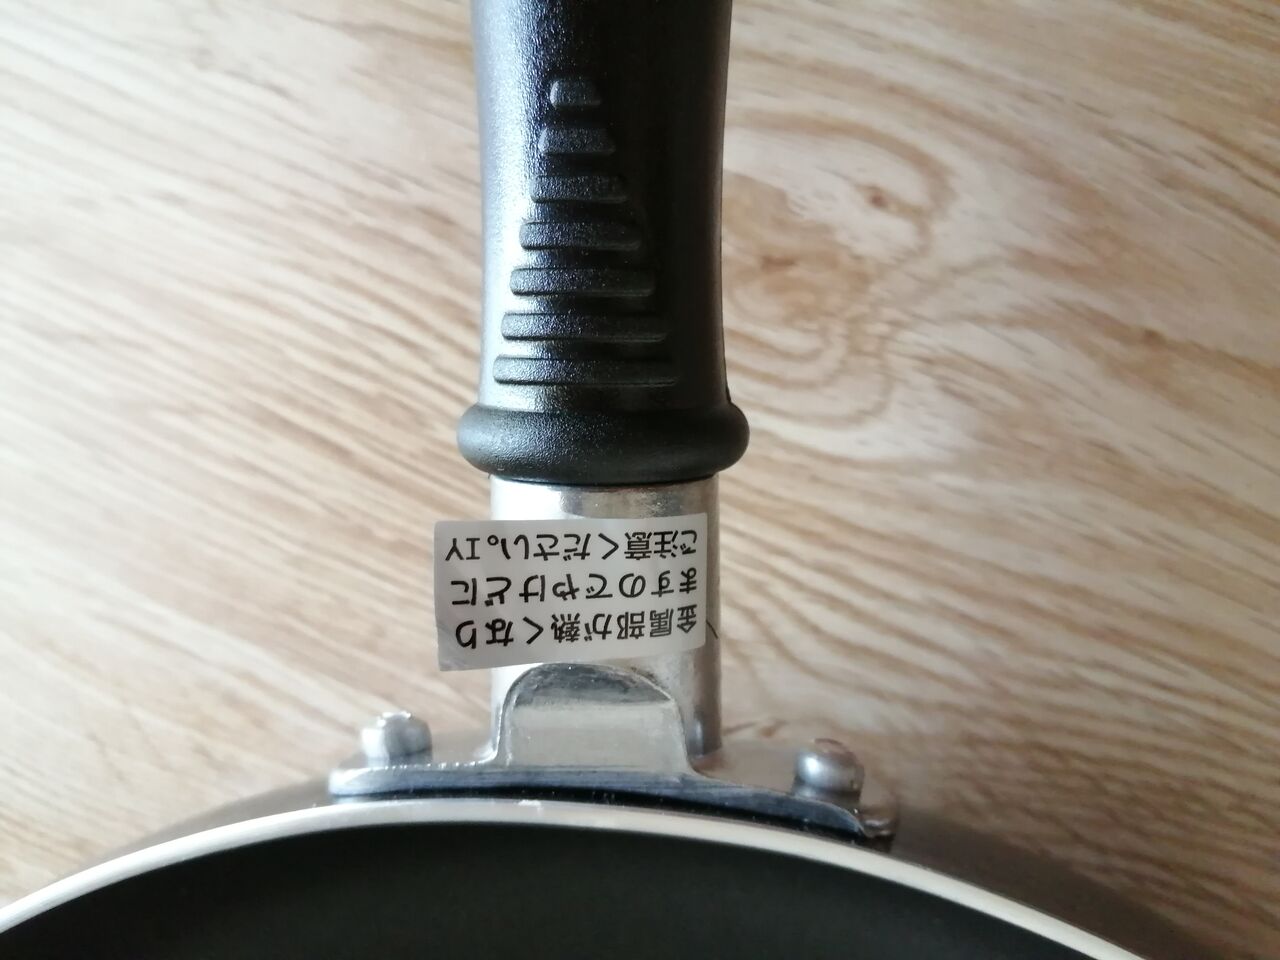 金属部が熱くなり
ますのでやけどに
ご注意ください。IY